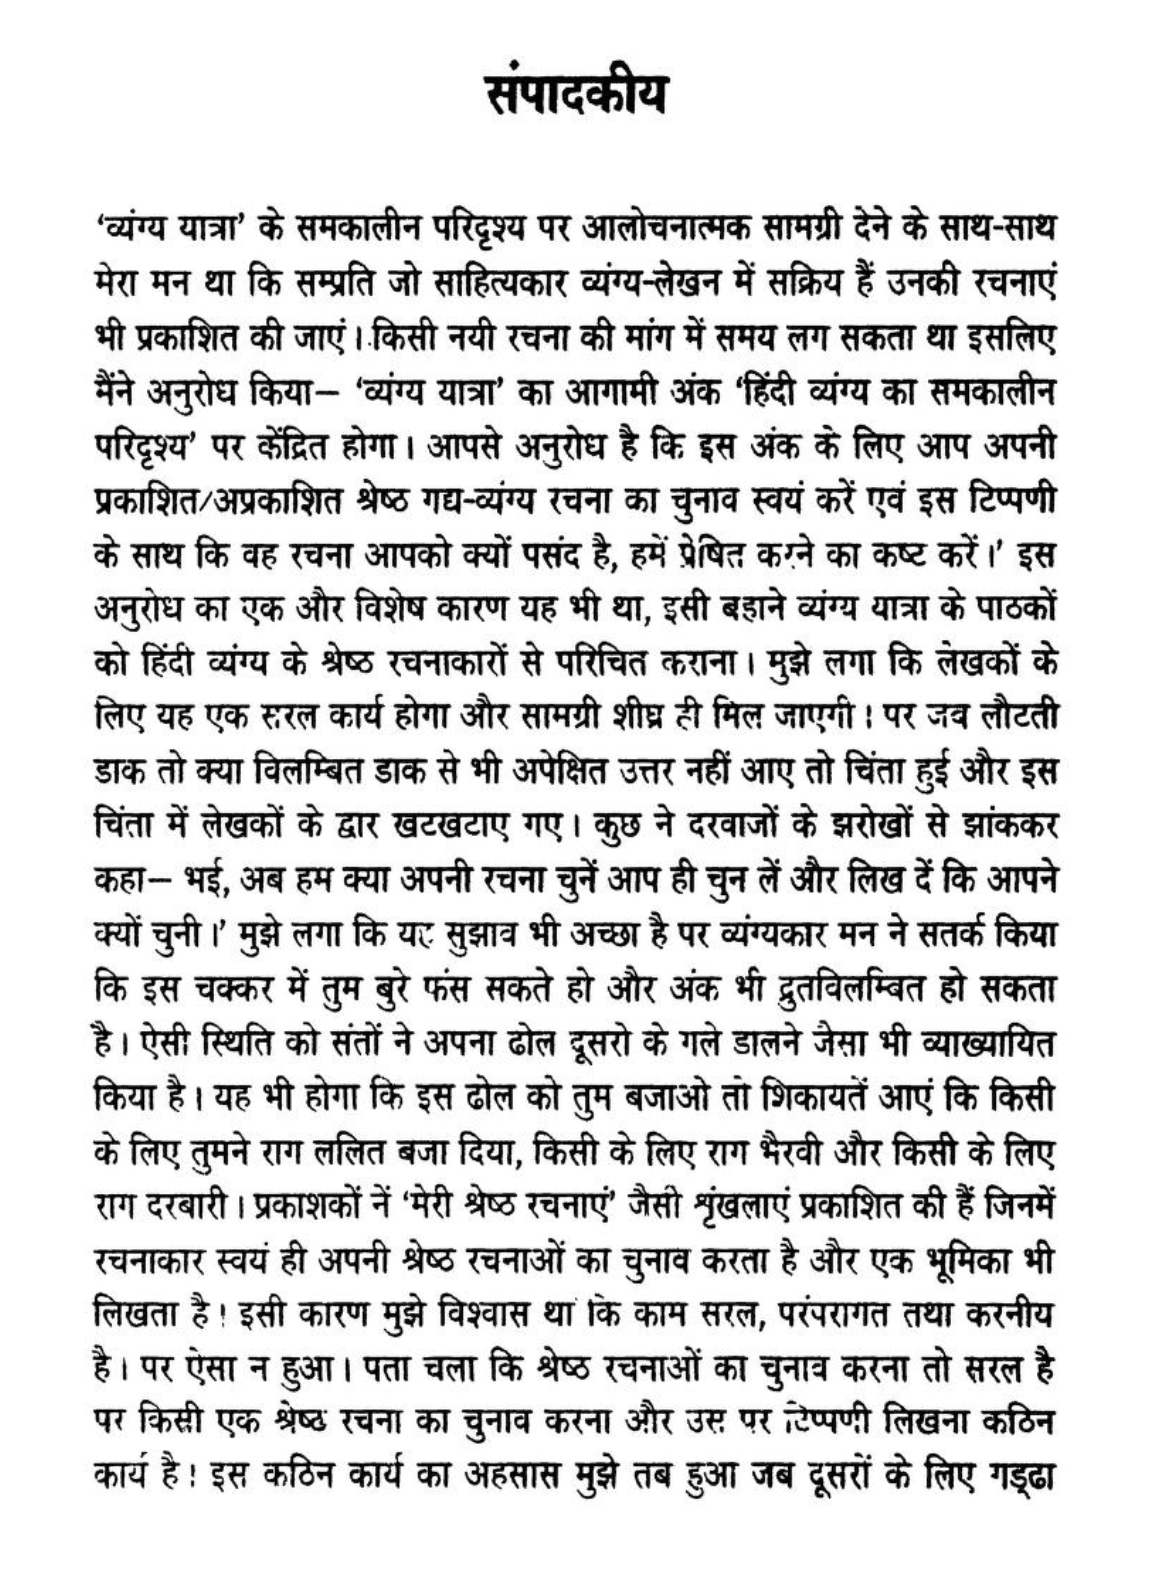 संपादकीय
‘व्यंग्य यात्रा’ के समकालीन परिदृश्य पर आलोचनात्मक सामग्री देने के साथ-साथ
मेरा मन था कि सम्प्रति जो साहित्यकार व्यंग्य-लेखन में सक्रिय हैं उनकी रचनाएं
भी प्रकाशित की जाएं। किसी नयी रचना की मांग में समय लग सकता था इसलिए
मैंने अनुरोध किया— ‘व्यंग्य यात्रा’ का आगामी अंक ‘हिंदी व्यंग्य का समकालीन
परिदृश्य’ पर केंद्रित होगा। आपसे अनुरोध है कि इस अंक के लिए आप अपनी
प्रकाशित/अप्रकाशित श्रेष्ठ गद्य-व्यंग्य रचना का चुनाव स्वयं करें एवं इस टिप्पणी
के साथ कि वह रचना आपको क्यों पसंद है, हमें प्रेषित करने का कष्ट करें।’ इस
अनुरोध का एक और विशेष कारण यह भी था, इसी बहाने व्यंग्य यात्रा के पाठकों
को हिंदी व्यंग्य के श्रेष्ठ रचनाकारों से परिचित कराना। मुझे लगा कि लेखकों के
लिए यह एक सरल कार्य होगा और सामग्री शीघ्र ही मिल जाएगी। पर जब लौटती
डाक तो क्या विलम्बित डाक से भी अपेक्षित उत्तर नहीं आए तो चिंता हुई और इस
चिंता में लेखकों के द्वार खटखटाए गए। कुछ ने दरवाजों के झरोखों से झांककर
कहा— भई, अब हम क्या अपनी रचना चुनें आप ही चुन लें और लिख दें कि आपने
क्यों चुनी।’ मुझे लगा कि यह सुझाव भी अच्छा है पर व्यंग्यकार मन ने सतर्क किया
कि इस चक्कर में तुम बुरे फंस सकते हो और अंक भी द्रुतविलम्बित हो सकता
है। ऐसी स्थिति को संतों ने अपना ढोल दूसरो के गले डालने जैसा भी व्याख्यायित
किया है। यह भी होगा कि इस ढोल को तुम बजाओ तो शिकायतें आएं कि किसी
के लिए तुमने राग ललित बजा दिया, किसी के लिए राग भैरवी और किसी के लिए
राग दरबारी। प्रकाशकों नें ‘मेरी श्रेष्ठ रचनाएं’ जैसी शृंखलाएं प्रकाशित की हैं जिनमें
रचनाकार स्वयं ही अपनी श्रेष्ठ रचनाओं का चुनाव करता है और एक भूमिका भी
लिखता है। इसी कारण मुझे विश्वास था कि काम सरल, परंपरागत तथा करनीय
है। पर ऐसा न हुआ। पता चला कि श्रेष्ठ रचनाओं का चुनाव करना तो सरल है
पर किसी एक श्रेष्ठ रचना का चुनाव करना और उस पर टिप्पणी लिखना कठिन
कार्य है। इस कठिन कार्य का अहसास मुझे तब हुआ जब दूसरों के लिए गड्ढा